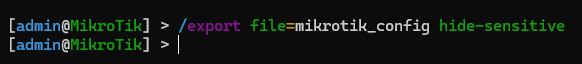 [admin@MikroTik] > /export file=mikrotik_config hide-sensitive
[admin@MikroTik] >